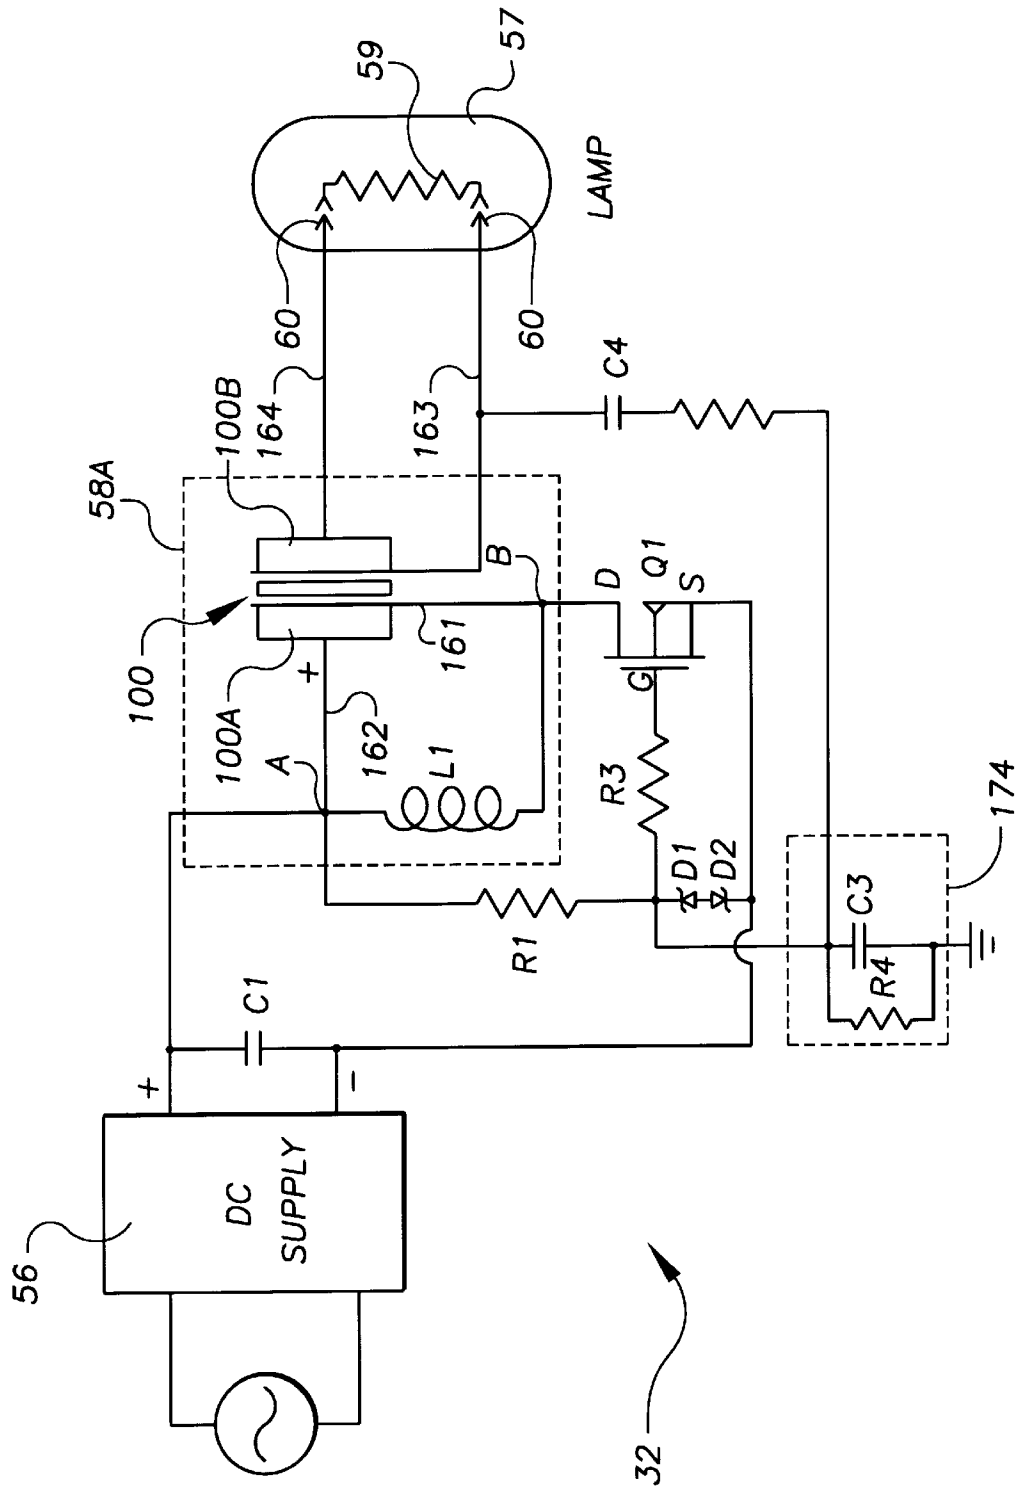 56
DC
SUPPLY
+
-
C1
32
R1
A
+
162
L1
100
100A
58A
100B
161
B
164
163
60
60
59
57
LAMP
C4
D
Q1
S
G
R3
D1
D2
C3
R4
174